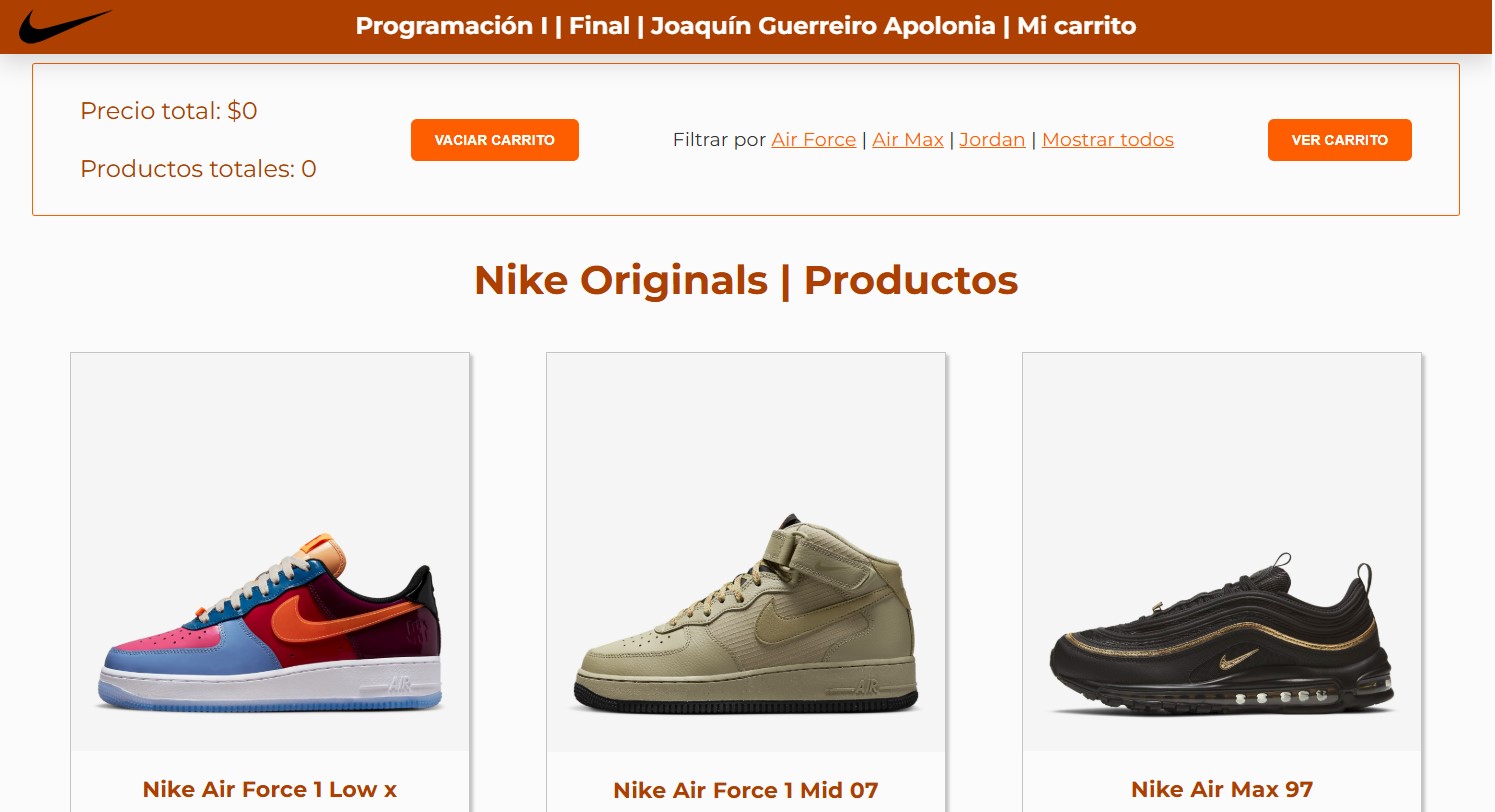 Programación I | Final | Joaquín Guerreiro Apolonia | Mi carrito
Precio total: $0
Productos totales: 0
VACIAR CARRITO
Filtrar por Air Force | Air Max | Jordan | Mostrar todos
VER CARRITO
Nike Originals | Productos
AIR
AIR
Nike Air Force 1 Low x
Nike Air Force 1 Mid 07
Nike Air Max 97